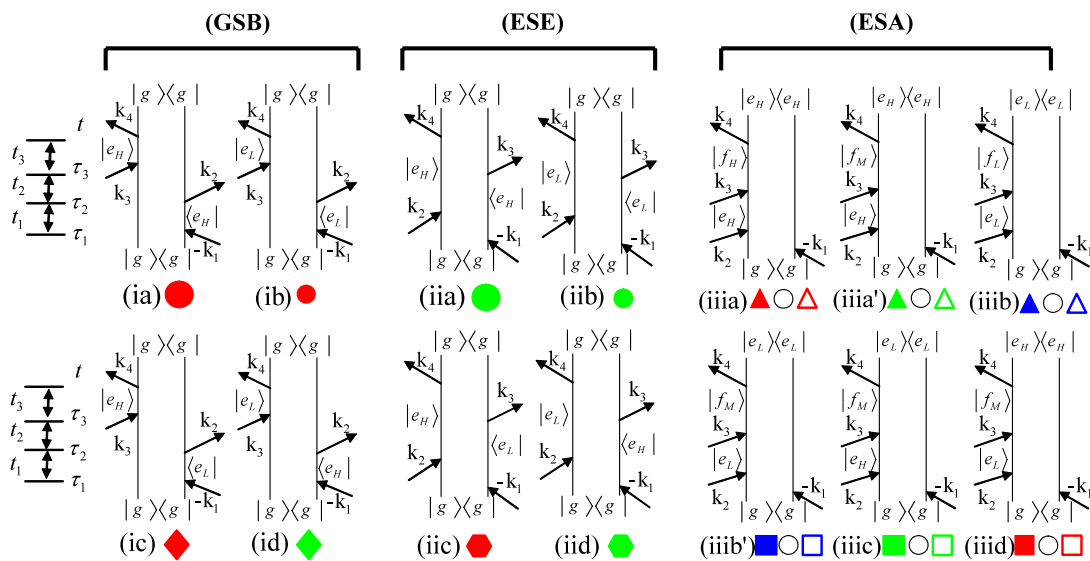 (GSB) (ESE) (ESA)
|g⟩⟨g| |g⟩⟨g| |g⟩⟨g| |g⟩⟨g| |e_H⟩⟨e_H| |e_H⟩⟨e_H| |e_L⟩⟨e_L|
t k₄ k₄ k₄ k₄ k₄ k₄ k₄
t₃ |e_H⟩ |e_L⟩ |e_H⟩ k₃ |e_L⟩ k₃ |f_H⟩ |f_M⟩ |f_L⟩
τ₃ k₃ k₂ k₃ k₂ k₃ k₃ k₃
t₂ τ₂ k₂ ⟨e_H| k₂ ⟨e_L|
t₁ ⟨e_H| ⟨e_L| |e_H⟩ |e_H⟩ |e_L⟩
τ₁ -k₁ -k₁ -k₁ -k₁ k₂ -k₁ k₂ -k₁ k₂ -k₁
|g⟩⟨g| |g⟩⟨g| |g⟩⟨g| |g⟩⟨g| |g⟩⟨g| |g⟩⟨g| |g⟩⟨g|
(ia) (ib) (iia) (iib) (iiia) (iiia') (iiib)
|g⟩⟨g| |g⟩⟨g| |g⟩⟨g| |g⟩⟨g| |e_L⟩⟨e_L| |e_L⟩⟨e_L| |e_H⟩⟨e_H|
t k₄ k₄ k₄ k₄ k₄ k₄ k₄
t₃ |e_H⟩ |e_L⟩ |e_H⟩ k₃ |e_L⟩ k₃ |f_M⟩ |f_M⟩ |f_M⟩
τ₃ k₃ k₂ k₃ k₂ k₃ k₃ k₃
t₂ τ₂ k₂ ⟨e_L| k₂ ⟨e_H|
t₁ ⟨e_L| ⟨e_H| |e_L⟩ |e_H⟩ |e_L⟩
τ₁ -k₁ -k₁ -k₁ -k₁ k₂ -k₁ k₂ -k₁ k₂ -k₁
|g⟩⟨g| |g⟩⟨g| |g⟩⟨g| |g⟩⟨g| |g⟩⟨g| |g⟩⟨g| |g⟩⟨g|
(ic) (id) (iic) (iid) (iiib') (iiic) (iiid)